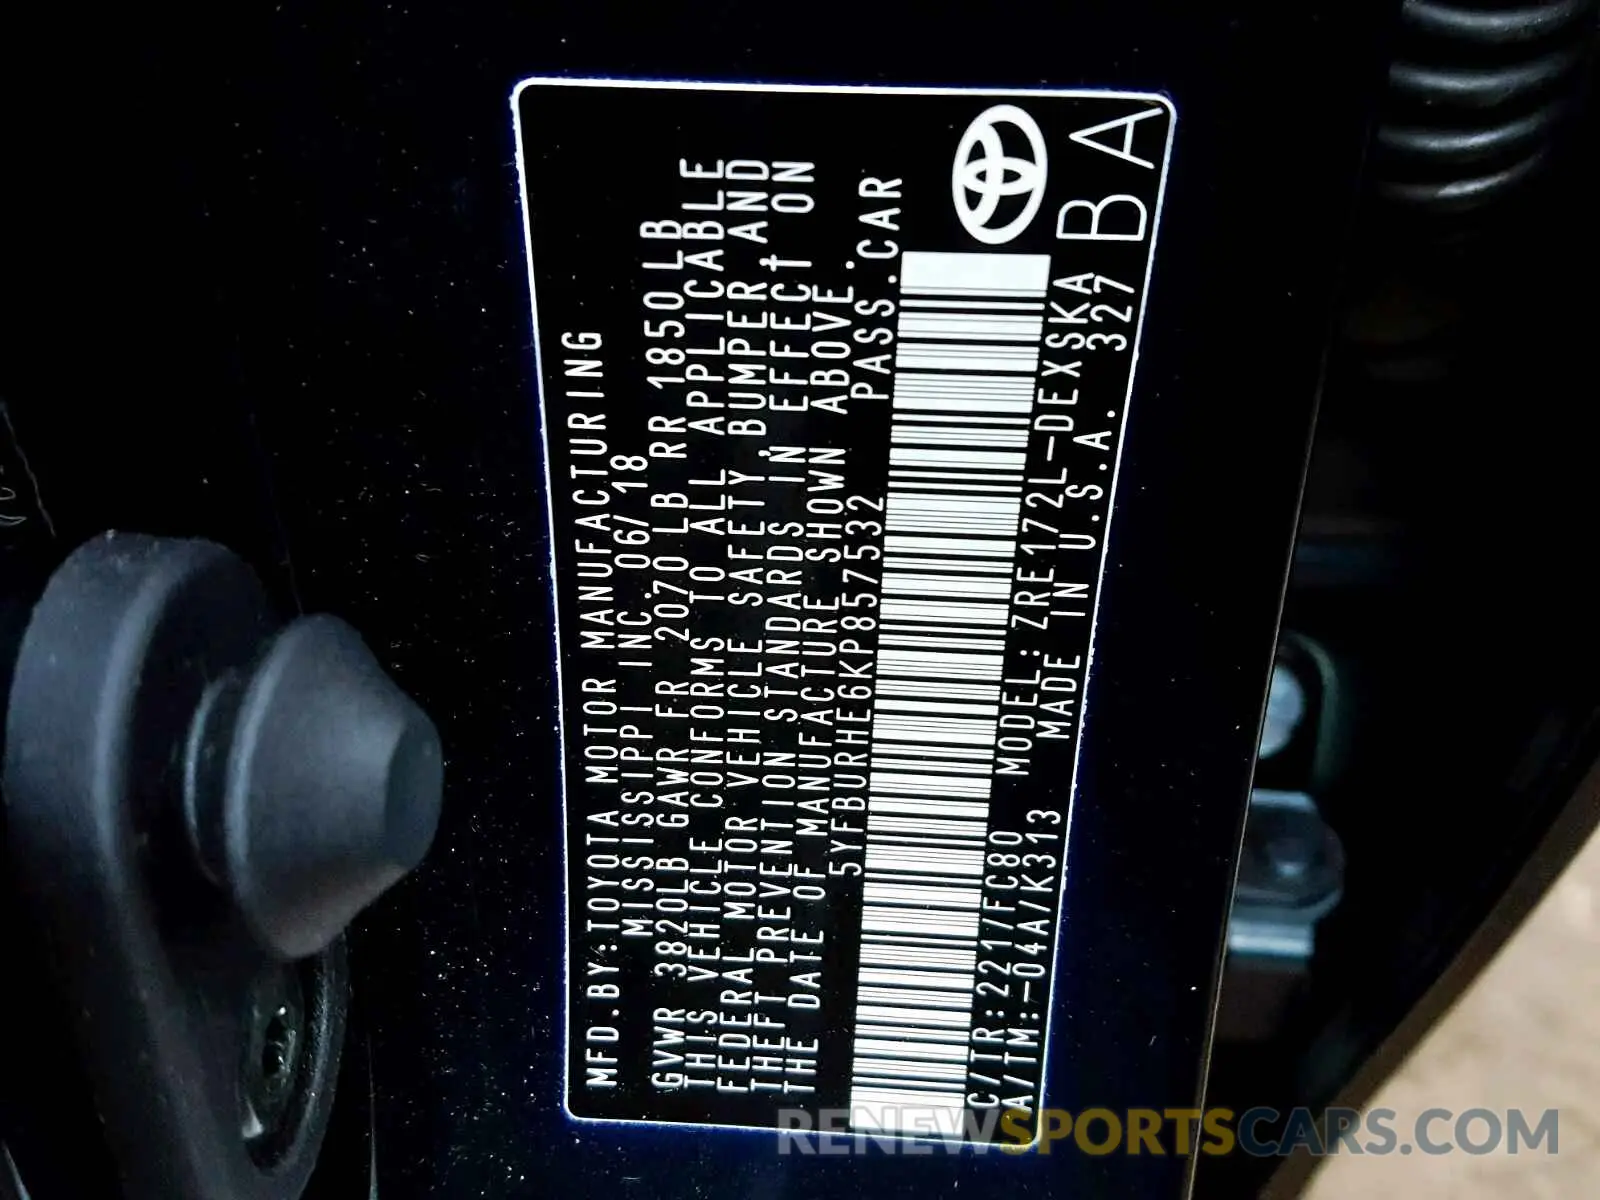 MFD.BY:TOYOTA MOTOR MANUFACTURING
MISSISSIPPI INC. 06/18
GVWR 3820LB GAWR FR 2070LB RR 1850LB
THIS VEHICLE CONFORMS TO ALL APPLICABLE
FEDERAL MOTOR VEHICLE SAFETY, BUMPER, AND
THEFT PREVENTION STANDARDS IN EFFECT ON
THE DATE OF MANUFACTURE SHOWN ABOVE.
5YFBURHE6KP857532 PASS.CAR
C/TR:221/FC80 MODEL:ZRE172L-DEXSKA
A/TM:-04A/K313 MADE IN U.S.A. 327
BA
RENEWSPORTSCARS.COM